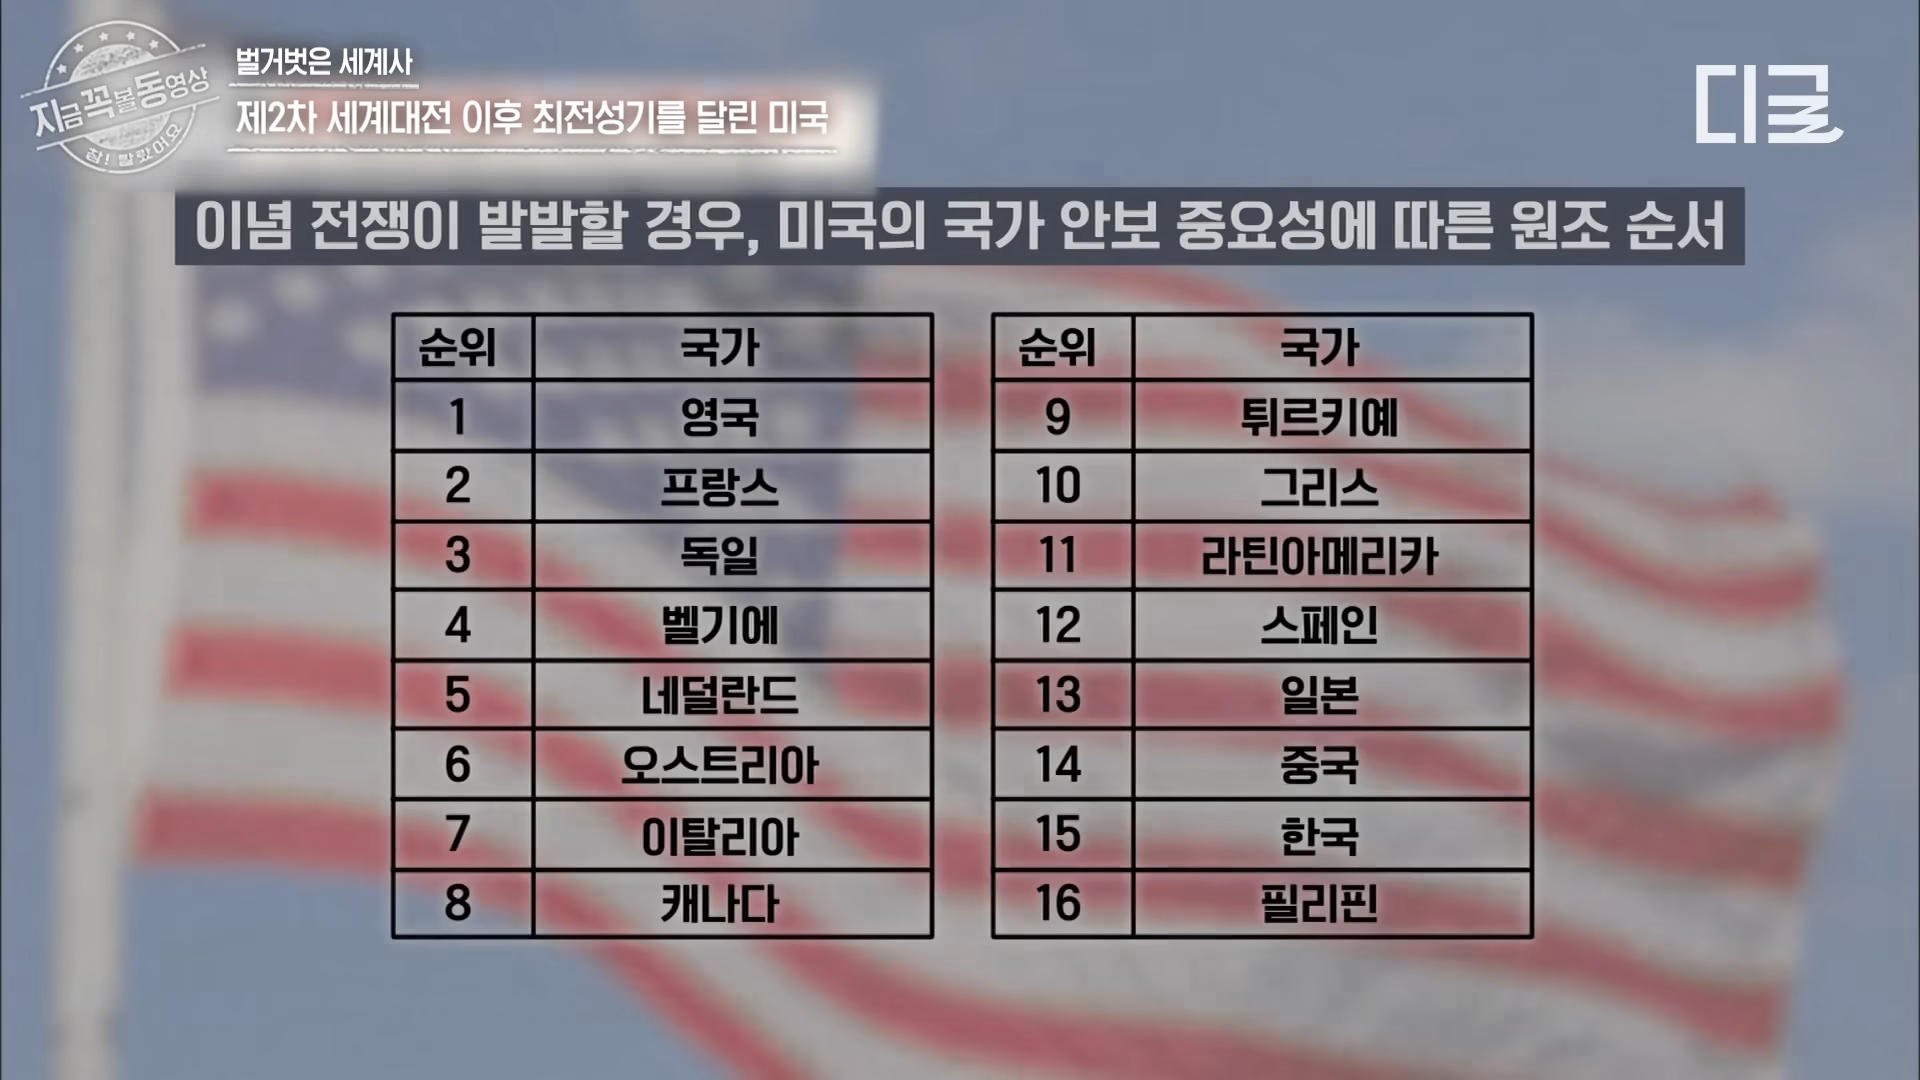 지금 꼭 볼 동영상
참! 잘랐어요
벌거벗은 세계사
제2차 세계대전 이후 최전성기를 달린 미국
디글
이념 전쟁이 발발할 경우, 미국의 국가 안보 중요성에 따른 원조 순서
순위 국가
1 영국
2 프랑스
3 독일
4 벨기에
5 네덜란드
6 오스트리아
7 이탈리아
8 캐나다
순위 국가
9 튀르키예
10 그리스
11 라틴아메리카
12 스페인
13 일본
14 중국
15 한국
16 필리핀